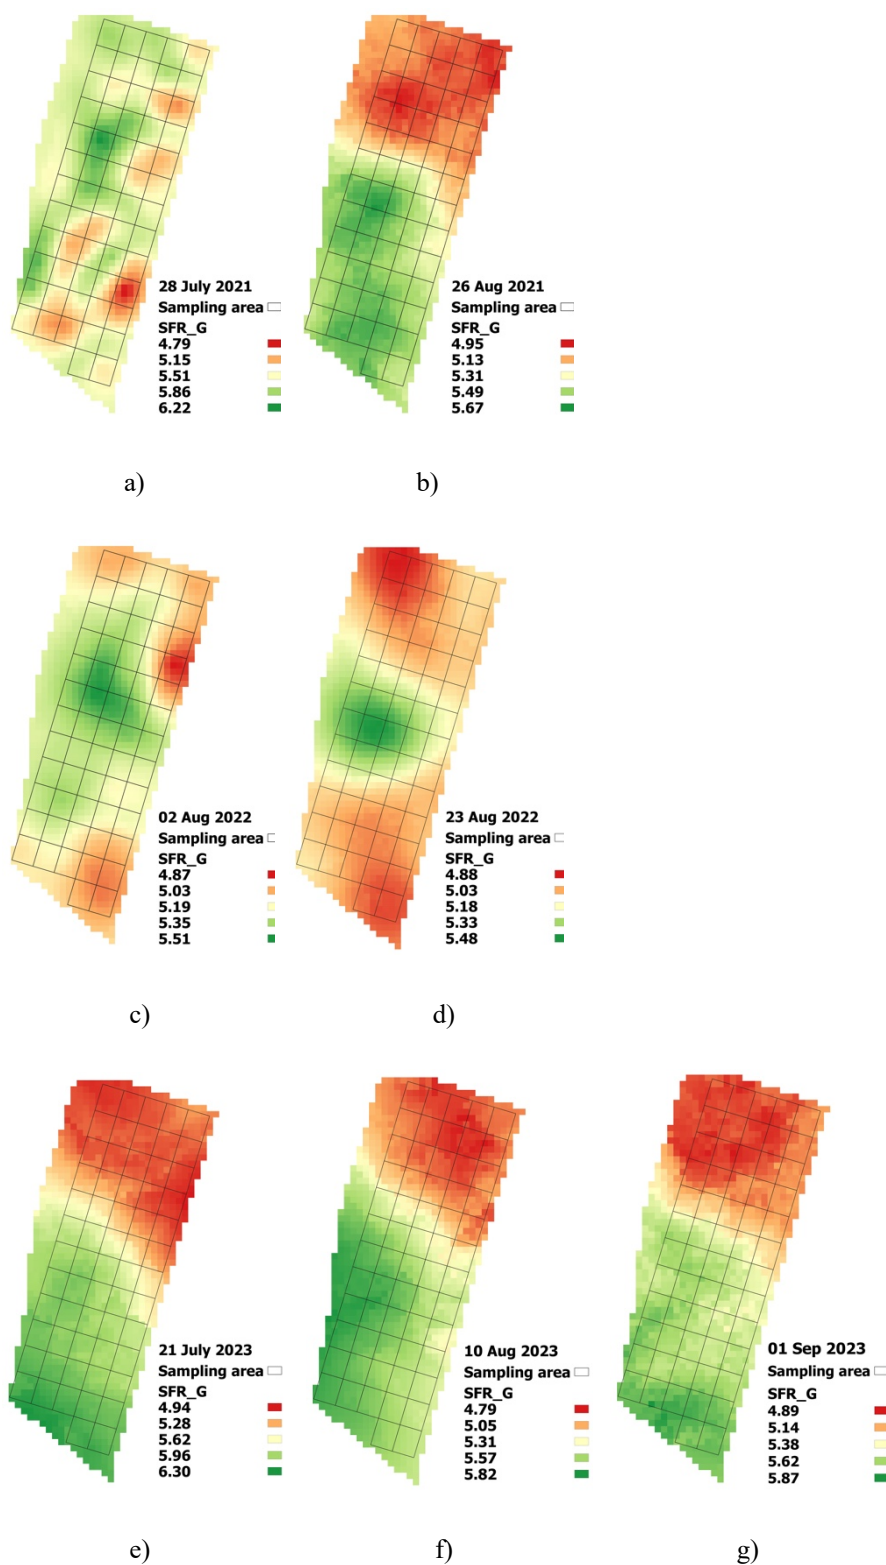 28 July 2021
Sampling area
SFR_G
4.79
5.15
5.51
5.86
6.22
26 Aug 2021
Sampling area
SFR_G
4.95
5.13
5.31
5.49
5.67
a)
b)
02 Aug 2022
Sampling area
SFR_G
4.87
5.03
5.19
5.35
5.51
23 Aug 2022
Sampling area
SFR_G
4.88
5.03
5.18
5.33
5.48
c)
d)
21 July 2023
Sampling area
SFR_G
4.94
5.28
5.62
5.96
6.30
10 Aug 2023
Sampling area
SFR_G
4.79
5.05
5.31
5.57
5.82
01 Sep 2023
Sampling area
SFR_G
4.89
5.14
5.38
5.62
5.87
e)
f)
g)